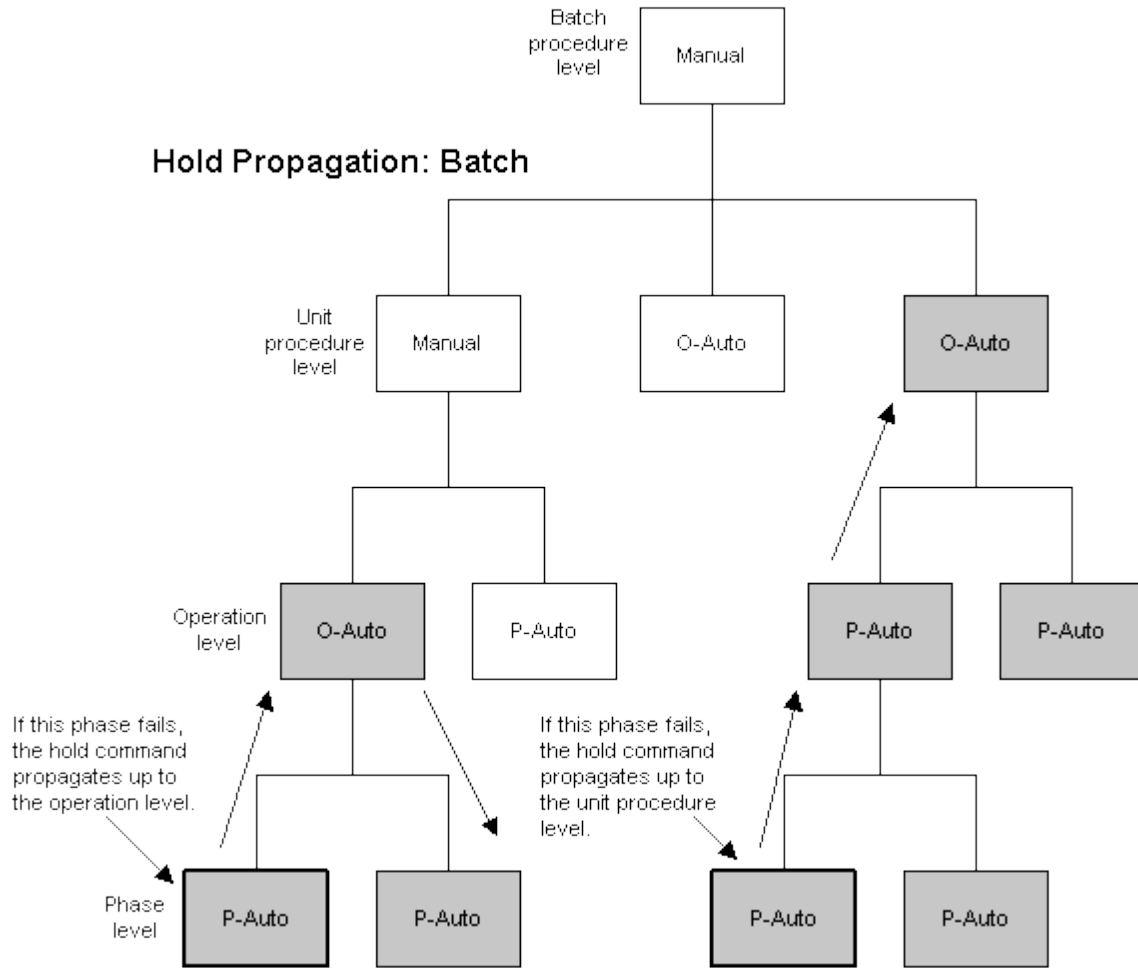 Batch
procedure
level
Manual
Hold Propagation: Batch
Unit
procedure
level
Manual
O-Auto
O-Auto
Operation
level
O-Auto
P-Auto
P-Auto
P-Auto
If this phase fails,
the hold command
propagates up to
the operation level.
If this phase fails,
the hold command
propagates up to
the unit procedure
level.
Phase
level
P-Auto
P-Auto
P-Auto
P-Auto